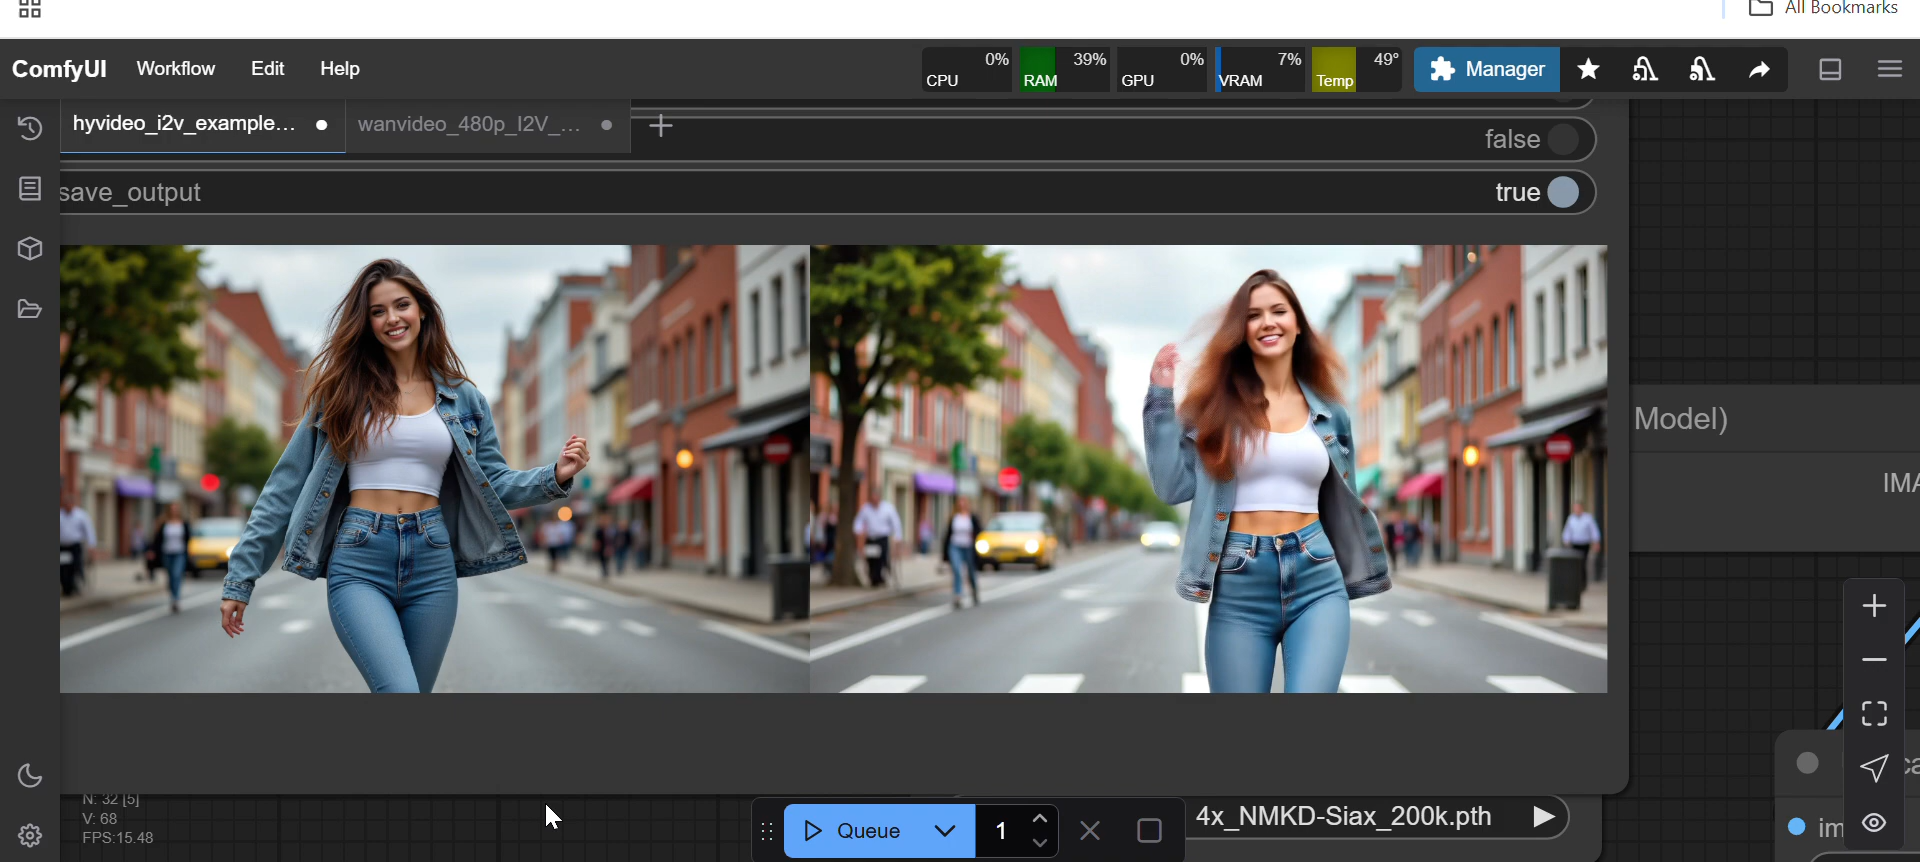 All Bookmarks
ComfyUI Workflow Edit Help
CPU 0% RAM 39% GPU 0% VRAM 7% Temp 49°
Manager
hyvideo_i2v_example... wanvideo_480p_I2V_...
false
save_output true
Model)
IMA
N: 32 [5]
V: 68
FPS:15.48
Queue 1
4x_NMKD-Siax_200k.pth
im
ca